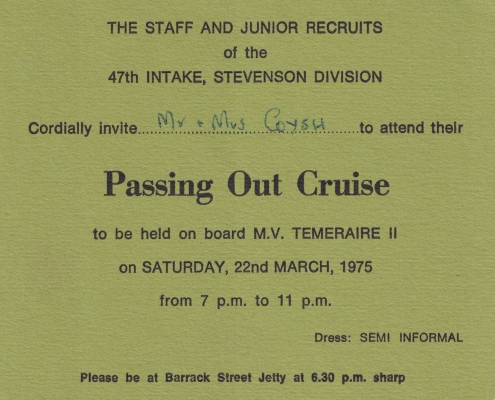 THE STAFF AND JUNIOR RECRUITS
of the
47th INTAKE, STEVENSON DIVISION
Cordially invite Mr + Mrs Coysh to attend their
Passing Out Cruise
to be held on board M.V. TEMERAIRE II
on SATURDAY, 22nd MARCH, 1975
from 7 p.m. to 11 p.m.
Dress: SEMI INFORMAL
Please be at Barrack Street Jetty at 6.30 p.m. sharp